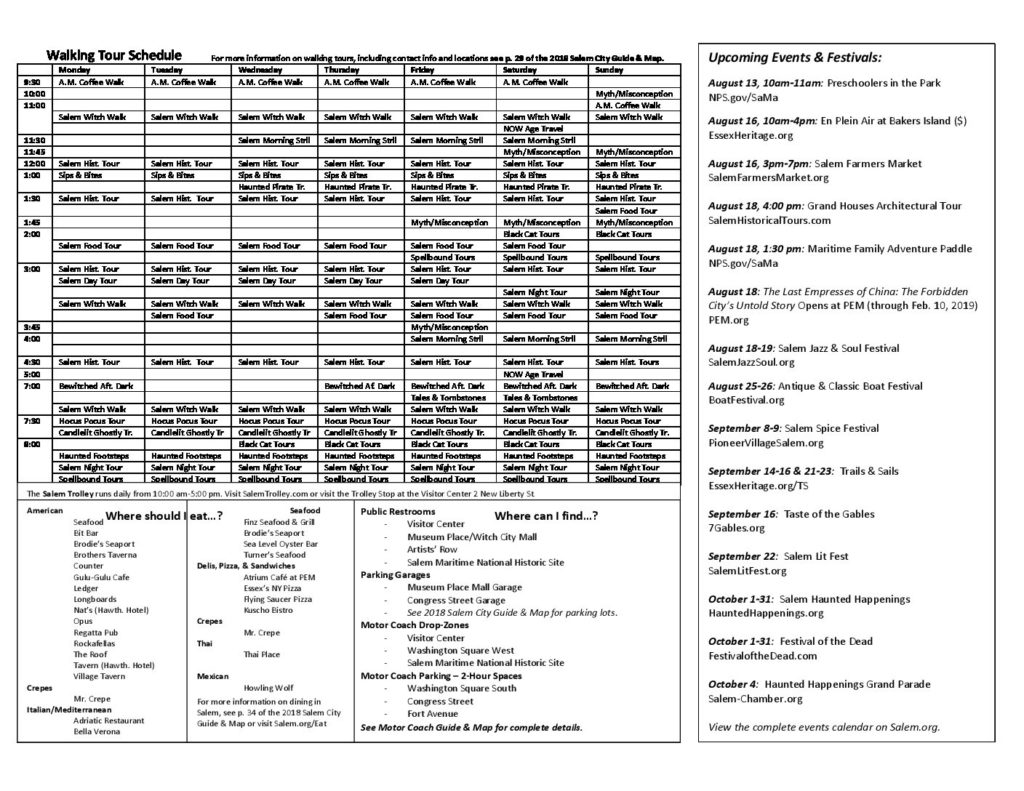 Walking Tour Schedule For more information on walking tours, including contact info and locations see p. 29 of the 2018 Salem City Guide & Map.
Monday Tuesday Wednesday Thursday Friday Saturday Sunday
9:30 A.M. Coffee Walk A.M. Coffee Walk A.M. Coffee Walk A.M. Coffee Walk A.M. Coffee Walk A.M. Coffee Walk
10:00 Myth/Misconception
11:00 A.M. Coffee Walk
Salem Witch Walk Salem Witch Walk Salem Witch Walk Salem Witch Walk Salem Witch Walk Salem Witch Walk Salem Witch Walk
NOW Age Travel
11:30 Salem Morning Strll Salem Morning Strll Salem Morning Strll Salem Morning Strll
11:45 Myth/Misconception Myth/Misconception
12:00 Salem Hist. Tour Salem Hist. Tour Salem Hist. Tour Salem Hist. Tour Salem Hist. Tour Salem Hist. Tour Salem Hist. Tour
1:00 Sips & Bites Sips & Bites Sips & Bites Sips & Bites Sips & Bites Sips & Bites Sips & Bites
Haunted Pirate Tr. Haunted Pirate Tr. Haunted Pirate Tr. Haunted Pirate Tr. Haunted Pirate Tr.
1:30 Salem Hist. Tour Salem Hist. Tour Salem Hist. Tour Salem Hist. Tour Salem Hist. Tour Salem Hist. Tour Salem Hist. Tour
Salem Food Tour
1:45 Myth/Misconception Myth/Misconception Myth/Misconception
2:00 Black Cat Tours Black Cat Tours
Salem Food Tour Salem Food Tour Salem Food Tour Salem Food Tour Salem Food Tour Salem Food Tour
Spellbound Tours Spellbound Tours Spellbound Tours
3:00 Salem Hist. Tour Salem Hist. Tour Salem Hist. Tour Salem Hist. Tour Salem Hist. Tour Salem Hist. Tour Salem Hist. Tour
Salem Day Tour Salem Day Tour Salem Day Tour Salem Day Tour Salem Day Tour
Salem Night Tour Salem Night Tour
Salem Witch Walk Salem Witch Walk Salem Witch Walk Salem Witch Walk Salem Witch Walk Salem Witch Walk Salem Witch Walk
Salem Food Tour Salem Food Tour Salem Food Tour Salem Food Tour Salem Food Tour
3:45 Myth/Misconception
4:00 Salem Morning Strll Salem Morning Strll Salem Morning Strll
4:30 Salem Hist. Tour Salem Hist. Tour Salem Hist. Tour Salem Hist. Tour Salem Hist. Tour Salem Hist. Tour Salem Hist. Tours
5:00 NOW Age Travel
7:00 Bewitched Aft. Dark Bewitched Af. Dark Bewitched Aft. Dark Bewitched Aft. Dark Bewitched Aft. Dark
Tales & Tombstones Tales & Tombstones
Salem Witch Walk Salem Witch Walk Salem Witch Walk Salem Witch Walk Salem Witch Walk Salem Witch Walk Salem Witch Walk
7:30 Hocus Pocus Tour Hocus Pocus Tour Hocus Pocus Tour Hocus Pocus Tour Hocus Pocus Tour Hocus Pocus Tour Hocus Pocus Tour
Candlelit Ghostly Tr. Candlelit Ghostly Tr Candlelit Ghostly Tr Candlelit Ghostly Tr Candlelit Ghostly Tr. Candlelit Ghostly Tr. Candlelit Ghostly Tr.
8:00 Black Cat Tours Black Cat Tours Black Cat Tours Black Cat Tours Black Cat Tours
Haunted Footsteps Haunted Footsteps Haunted Footsteps Haunted Footsteps Haunted Footsteps Haunted Footsteps Haunted Footsteps
Salem Night Tour Salem Night Tour Salem Night Tour Salem Night Tour Salem Night Tour Salem Night Tour Salem Night Tour
Spellbound Tours Spellbound Tours Spellbound Tours Spellbound Tours Spellbound Tours Spellbound Tours Spellbound Tours
The Salem Trolley runs daily from 10:00 am-5:00 pm. Visit SalemTrolley.com or visit the Trolley Stop at the Visitor Center 2 New Liberty St
Where should I eat...?
American
Seafood
Bit Bar
Brodie's Seaport
Brothers Taverna
Counter
Gulu-Gulu Cafe
Ledger
Longboards
Nat's (Hawth. Hotel)
Opus
Regatta Pub
Rockafellas
The Roof
Tavern (Hawth. Hotel)
Village Tavern
Crepes
Mr. Crepe
Italian/Mediterranean
Adriatic Restaurant
Bella Verona
Seafood
Finz Seafood & Grill
Brodie's Seaport
Sea Level Oyster Bar
Turner's Seafood
Delis, Pizza, & Sandwiches
Atrium Café at PEM
Essex's NY Pizza
Flying Saucer Pizza
Kuscho Bistro
Crepes
Mr. Crepe
Thai
Thai Place
Mexican
Howling Wolf
For more information on dining in
Salem, see p. 34 of the 2018 Salem City
Guide & Map or visit Salem.org/Eat
Where can I find...?
Public Restrooms
- Visitor Center
- Museum Place/Witch City Mall
- Artists' Row
- Salem Maritime National Historic Site
Parking Garages
- Museum Place Mall Garage
- Congress Street Garage
- See 2018 Salem City Guide & Map for parking lots.
Motor Coach Drop-Zones
- Visitor Center
- Washington Square West
- Salem Maritime National Historic Site
Motor Coach Parking – 2-Hour Spaces
- Washington Square South
- Congress Street
- Fort Avenue
See Motor Coach Guide & Map for complete details.
Upcoming Events & Festivals:
August 13, 10am-11am: Preschoolers in the Park
NPS.gov/SaMa
August 16, 10am-4pm: En Plein Air at Bakers Island ($)
EssexHeritage.org
August 16, 3pm-7pm: Salem Farmers Market
SalemFarmersMarket.org
August 18, 4:00 pm: Grand Houses Architectural Tour
SalemHistoricalTours.com
August 18, 1:30 pm: Maritime Family Adventure Paddle
NPS.gov/SaMa
August 18: The Last Empresses of China: The Forbidden
City's Untold Story Opens at PEM (through Feb. 10, 2019)
PEM.org
August 18-19: Salem Jazz & Soul Festival
SalemJazzSoul.org
August 25-26: Antique & Classic Boat Festival
BoatFestival.org
September 8-9: Salem Spice Festival
PioneerVillageSalem.org
September 14-16 & 21-23: Trails & Sails
EssexHeritage.org/TS
September 16: Taste of the Gables
7Gables.org
September 22: Salem Lit Fest
SalemLitFest.org
October 1-31: Salem Haunted Happenings
HauntedHappenings.org
October 1-31: Festival of the Dead
FestivaloftheDead.com
October 4: Haunted Happenings Grand Parade
Salem-Chamber.org
View the complete events calendar on Salem.org.